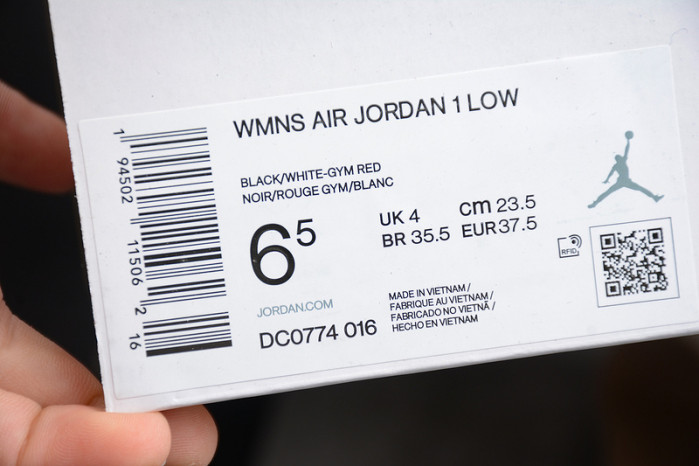 WMNS AIR JORDAN 1 LOW
BLACK/WHITE-GYM RED
NOIR/ROUGE GYM/BLANC
6 5
UK 4 cm 23.5
BR 35.5 EUR 37.5
RFID
JORDAN.COM
DC0774 016
MADE IN VIETNAM /
FABRIQUE AU VIETNAM /
FABRICADO NO VIETNÃ /
HECHO EN VIETNAM
1 94502 11506 2 16